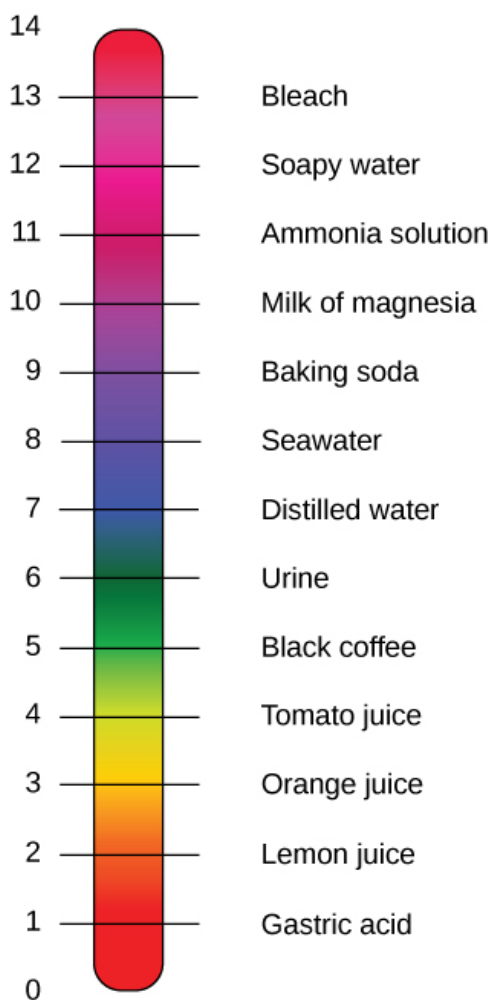 14
13 Bleach
12 Soapy water
11 Ammonia solution
10 Milk of magnesia
9 Baking soda
8 Seawater
7 Distilled water
6 Urine
5 Black coffee
4 Tomato juice
3 Orange juice
2 Lemon juice
1 Gastric acid
0